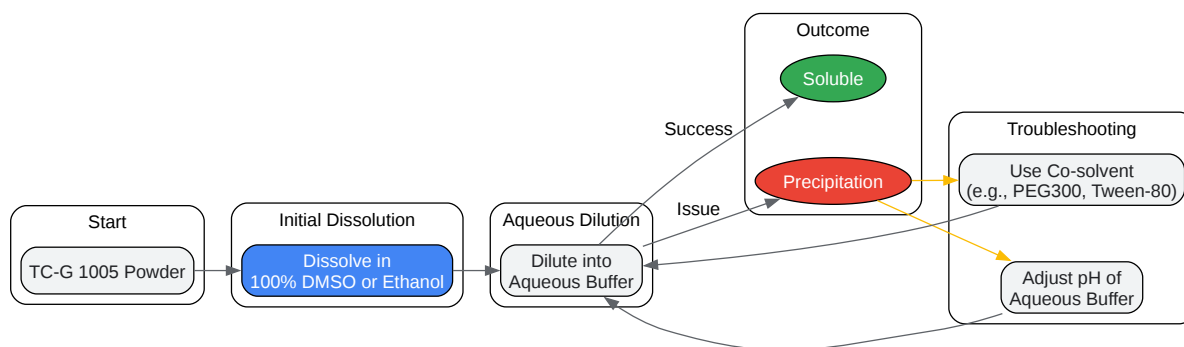 Start
TC-G 1005 Powder
Initial Dissolution
Dissolve in
100% DMSO or Ethanol
Aqueous Dilution
Dilute into
Aqueous Buffer
Success
Issue
Outcome
Soluble
Precipitation
Troubleshooting
Use Co-solvent
(e.g., PEG300, Tween-80)
Adjust pH of
Aqueous Buffer